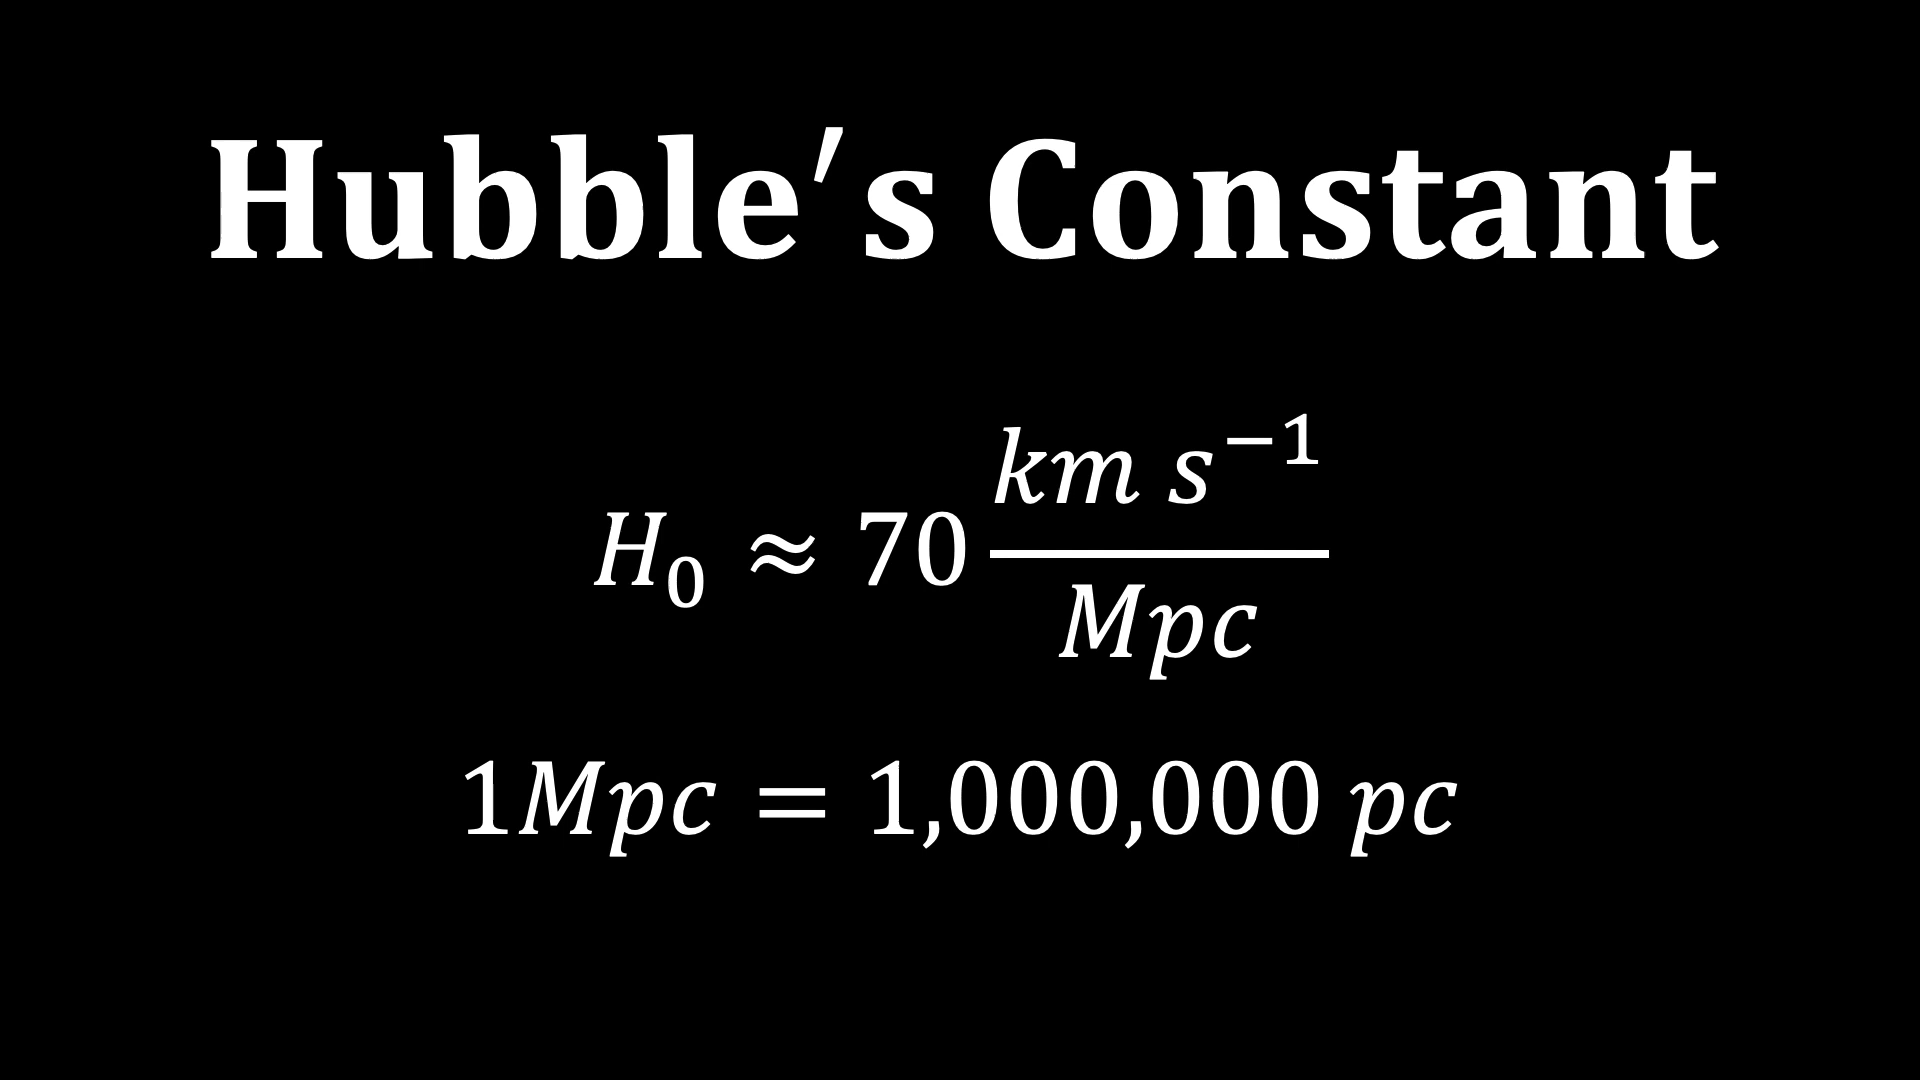 Hubble′s Constant
H₀ ≈ 70 km s⁻¹ / Mpc
1Mpc = 1,000,000 pc